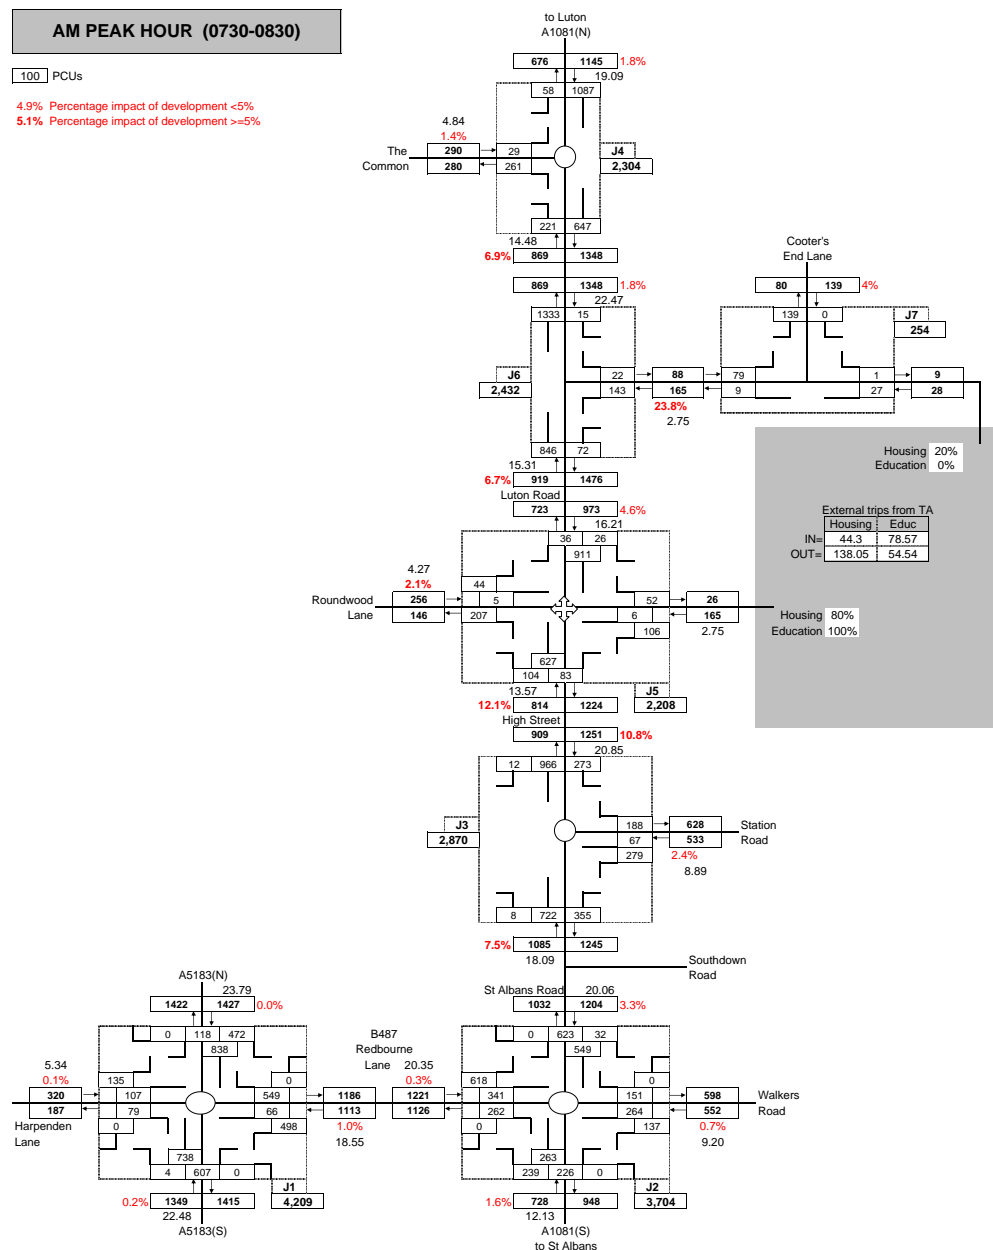 to Luton
AM PEAK HOUR (0730-0830)
A1081(N)
676 1145 1.8%
100 PCUs
19.09
58 1087
4.9% Percentage impact of development <5%
5.1% Percentage impact of development >=5%
4.84
1.4%
The Common
290 29
280 261
J4
2,304
221 647
14.48
6.9% 869 1348
Cooter's
End Lane
869 1348 1.8%
80 139 4%
22.47
1333 15
139 0
J7
254
J6
2,432
22 88 79
143 165 9
1 9
27 28
23.8%
2.75
846 72
15.31
6.7% 919 1476
Housing 20%
Education 0%
Luton Road
723 973 4.6%
16.21
External trips from TA
Housing Educ
IN= 44.3 78.57
OUT= 138.05 54.54
36 26
911
4.27
2.1%
44
Roundwood
Lane
256 5
146 207
52 26
6 165
106 2.75
Housing 80%
Education 100%
627
104 83
13.57
J5
2,208
12.1% 814 1224
High Street
909 1251 10.8%
20.85
12 966 273
J3
2,870
188 628
67 533
279 2.4%
8.89
Station
Road
8 722 355
7.5% 1085 1245
18.09
Southdown
Road
A5183(N)
23.79
1422 1427 0.0%
St Albans Road 20.06
1032 1204 3.3%
0 118 472
838
B487
Redbourne
Lane 20.35
0.3%
0 623 32
549
5.34
0.1%
135
0
618
0
320 107
187 79
0
549 1186
66 1113
498 1.0%
18.55
1221 341
1126 262
0
151 598
264 552
137 0.7%
9.20
Walkers
Road
Harpenden
Lane
738
4 607 0
J1
4,209
263
239 226 0
J2
3,704
0.2% 1349 1415
22.48
A5183(S)
1.6% 728 948
12.13
A1081(S)
to St Albans